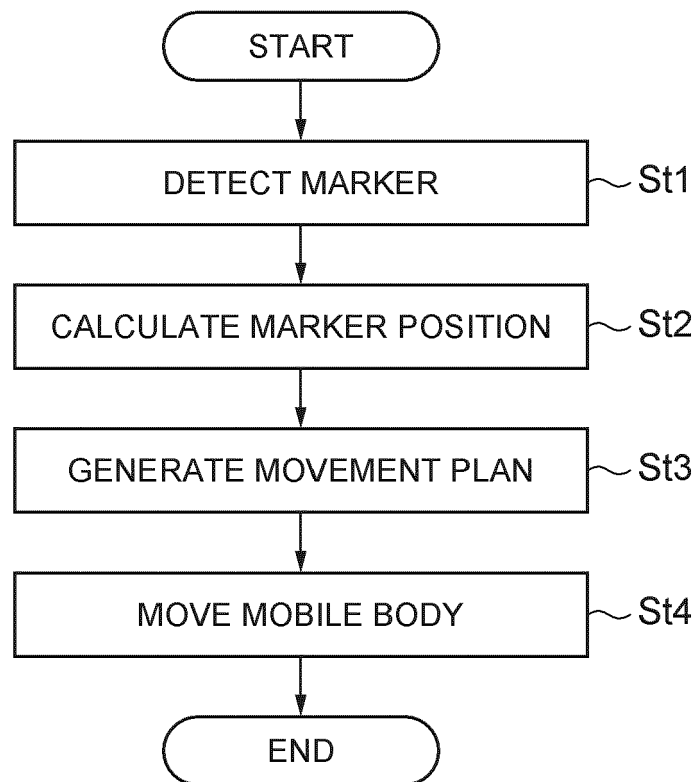 START
DETECT MARKER
St1
CALCULATE MARKER POSITION
St2
GENERATE MOVEMENT PLAN
St3
MOVE MOBILE BODY
St4
END